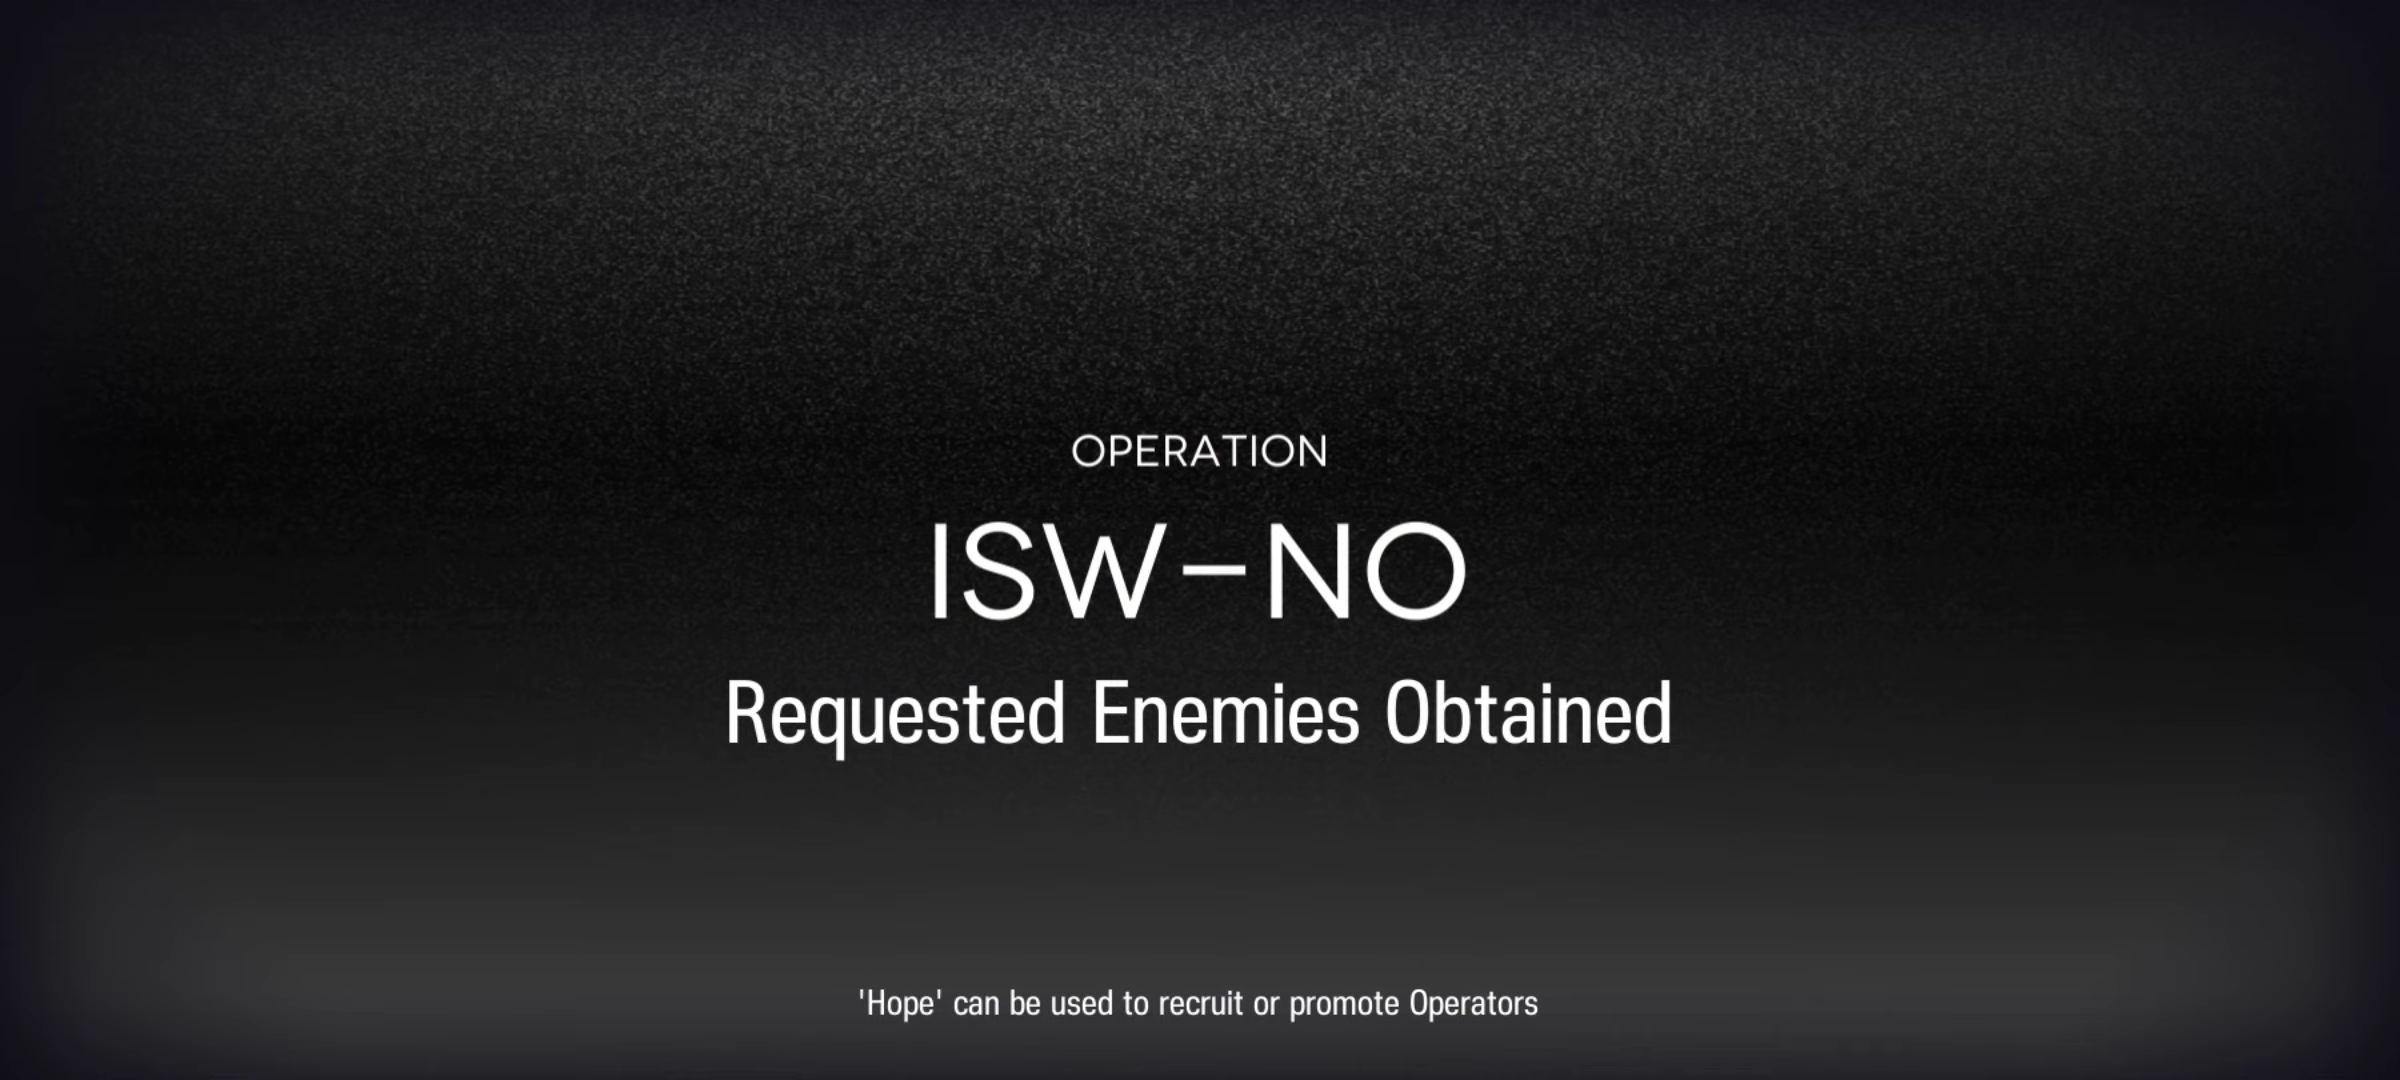 OPERATION
ISW-NO
Requested Enemies Obtained
'Hope' can be used to recruit or promote Operators